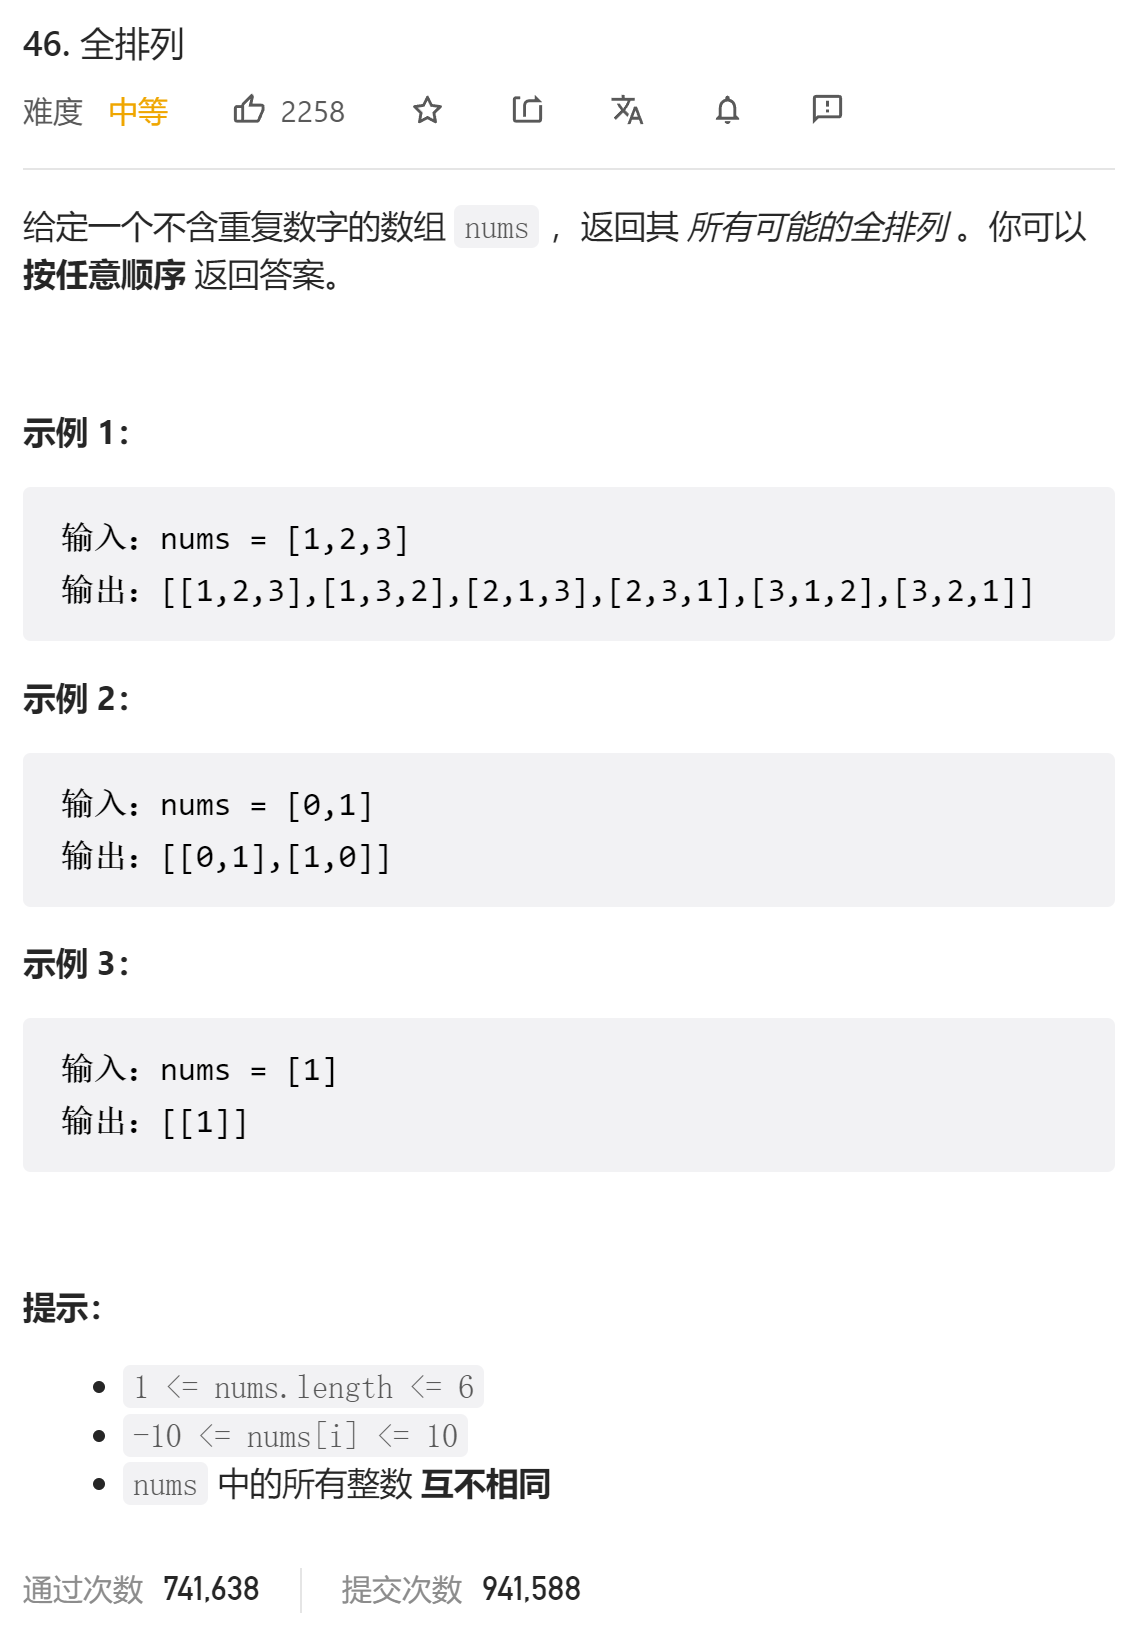 46. 全排列
难度 中等 2258
给定一个不含重复数字的数组 nums ，返回其 所有可能的全排列 。你可以
按任意顺序 返回答案。
示例 1：
输入：nums = [1,2,3]
输出：[[1,2,3],[1,3,2],[2,1,3],[2,3,1],[3,1,2],[3,2,1]]
示例 2：
输入：nums = [0,1]
输出：[[0,1],[1,0]]
示例 3：
输入：nums = [1]
输出：[[1]]
提示：
1 <= nums.length <= 6
-10 <= nums[i] <= 10
nums 中的所有整数 互不相同
通过次数 741,638 提交次数 941,588